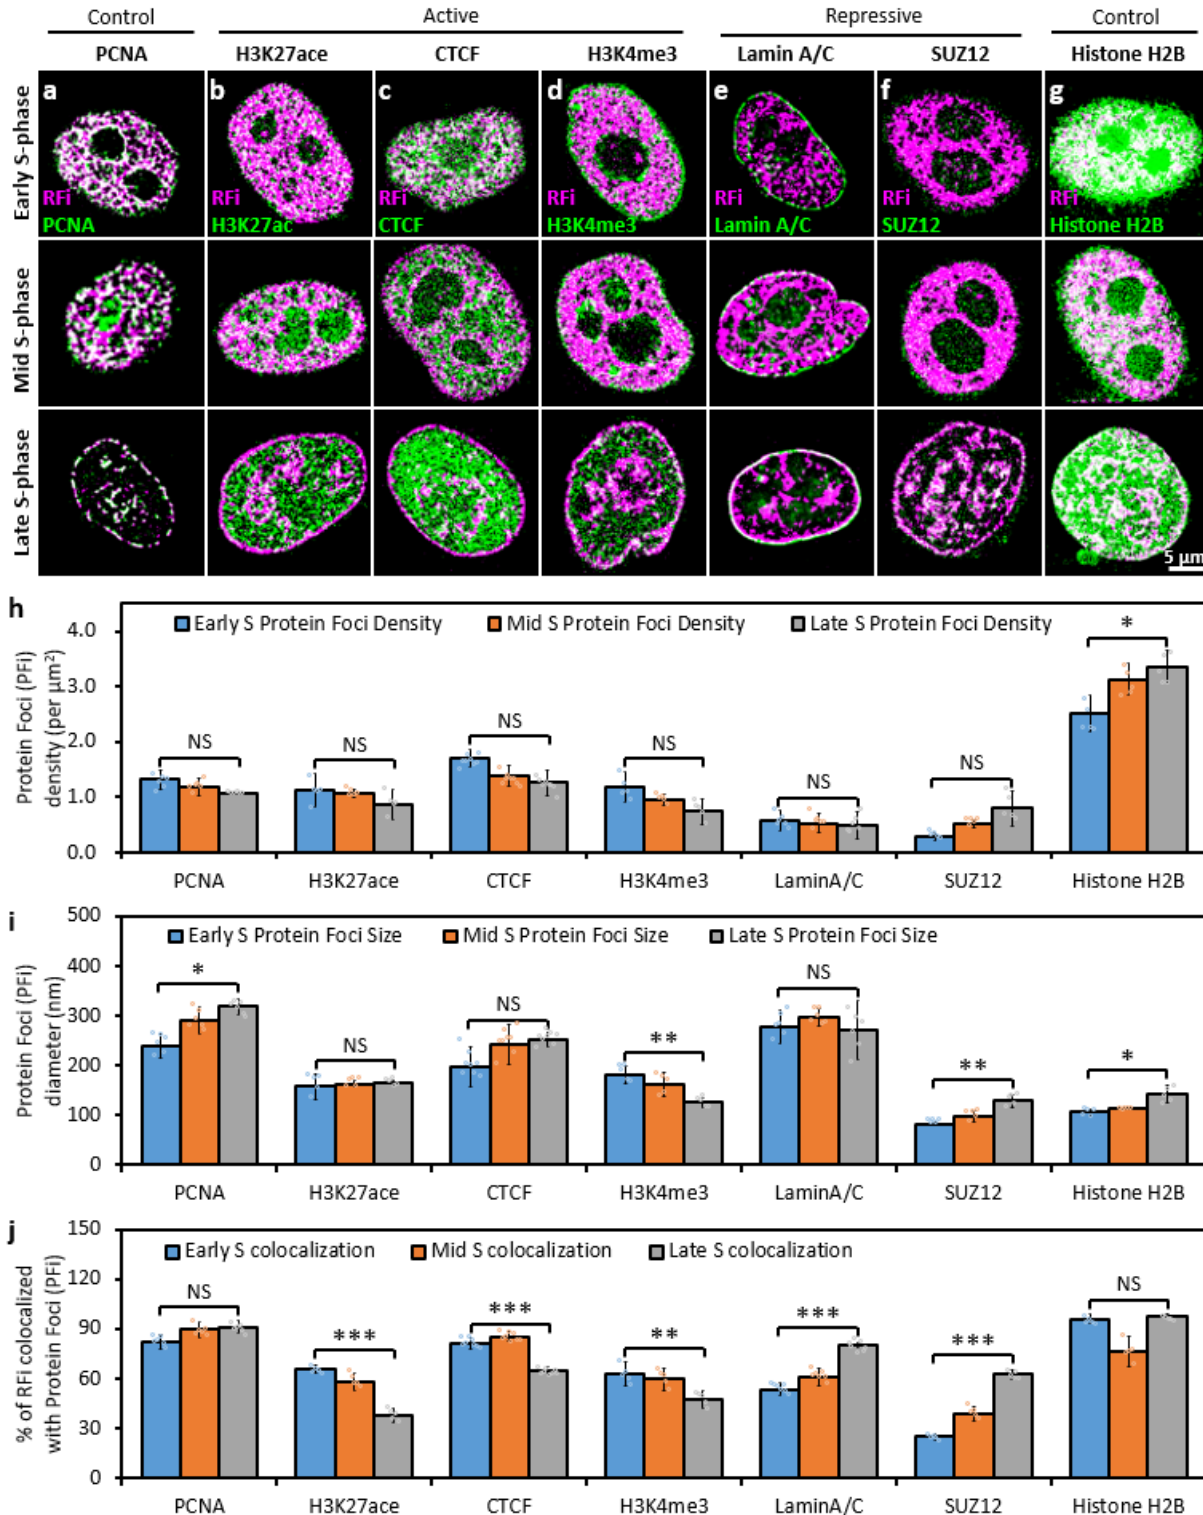 Control Active Repressive Control
PCNA H3K27ace CTCF H3K4me3 Lamin A/C SUZ12 Histone H2B
Early S-phase
a b c d e f g
RFi RFi RFi RFi RFi RFi RFi
PCNA H3K27ac CTCF H3K4me3 Lamin A/C SUZ12 Histone H2B
Mid S-phase
Late S-phase
5 µm
h
Protein Foci (PFi)
density (per µm²)
Early S Protein Foci Density Mid S Protein Foci Density Late S Protein Foci Density
4.0
3.0
2.0
1.0
0.0
NS NS NS NS NS NS *
PCNA H3K27ace CTCF H3K4me3 LaminA/C SUZ12 Histone H2B
i
Protein Foci (PFi)
diameter (nm)
Early S Protein Foci Size Mid S Protein Foci Size Late S Protein Foci Size
500
400
300
200
100
0
* NS NS ** NS ** *
PCNA H3K27ace CTCF H3K4me3 LaminA/C SUZ12 Histone H2B
j
% of RFi colocalized
with Protein Foci (PFi)
Early S colocalization Mid S colocalization Late S colocalization
150
120
90
60
30
0
NS *** *** ** *** *** NS
PCNA H3K27ace CTCF H3K4me3 LaminA/C SUZ12 Histone H2B